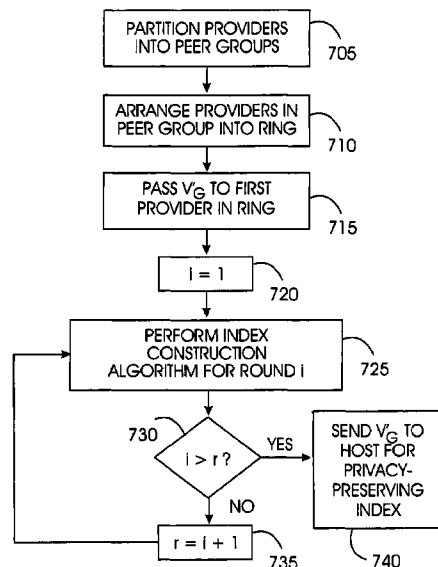 PARTITION PROVIDERS
INTO PEER GROUPS
705
ARRANGE PROVIDERS IN
PEER GROUP INTO RING
710
PASS V'G TO FIRST
PROVIDER IN RING
715
i = 1
720
PERFORM INDEX
CONSTRUCTION
ALGORITHM FOR ROUND i
725
730
i > r ?
YES
NO
SEND V'G TO
HOST FOR
PRIVACY-
PRESERVING
INDEX
740
r = i + 1
735